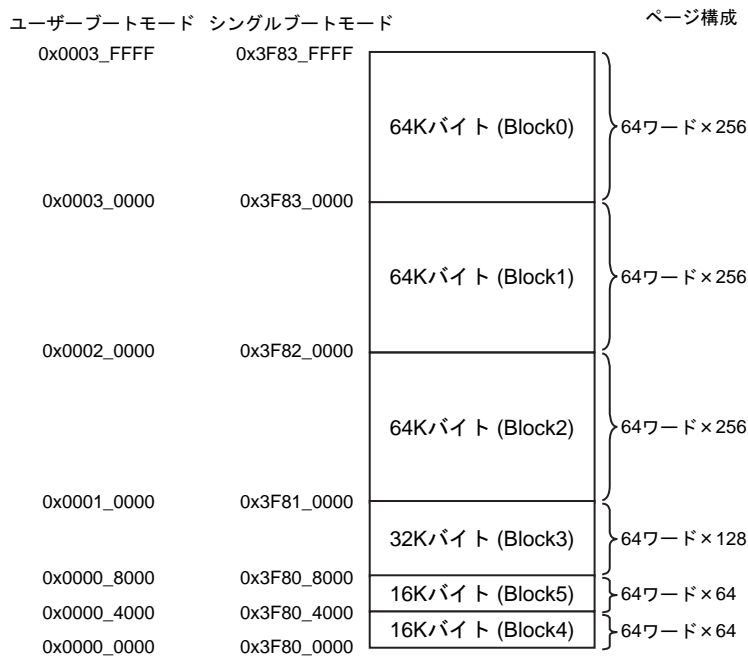 ユーザーブートモード シングルブートモード ページ構成
0x0003_FFFF 0x3F83_FFFF
64Kバイト (Block0) 64ワード×256
0x0003_0000 0x3F83_0000
64Kバイト (Block1) 64ワード×256
0x0002_0000 0x3F82_0000
64Kバイト (Block2) 64ワード×256
0x0001_0000 0x3F81_0000
32Kバイト (Block3) 64ワード×128
0x0000_8000 0x3F80_8000
16Kバイト (Block5) 64ワード×64
0x0000_4000 0x3F80_4000
16Kバイト (Block4) 64ワード×64
0x0000_0000 0x3F80_0000